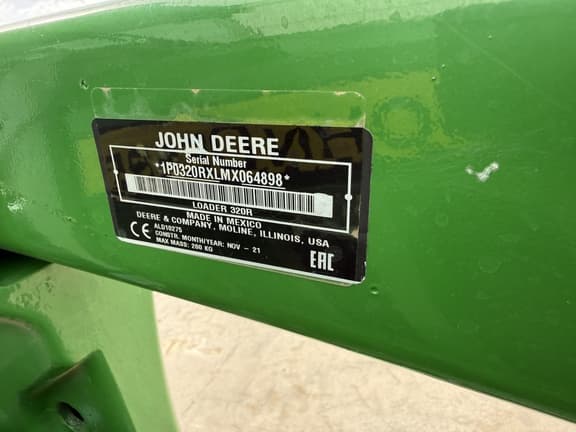 JOHN DEERE
Serial Number
*1P0320RXLMX064898*
LOADER 320R
MADE IN MEXICO
DEERE & COMPANY, MOLINE, ILLINOIS, USA
ALD10275
CONSTR. MONTH/YEAR: NOV - 21
MAX MASS: 260 KG
CE
EAC